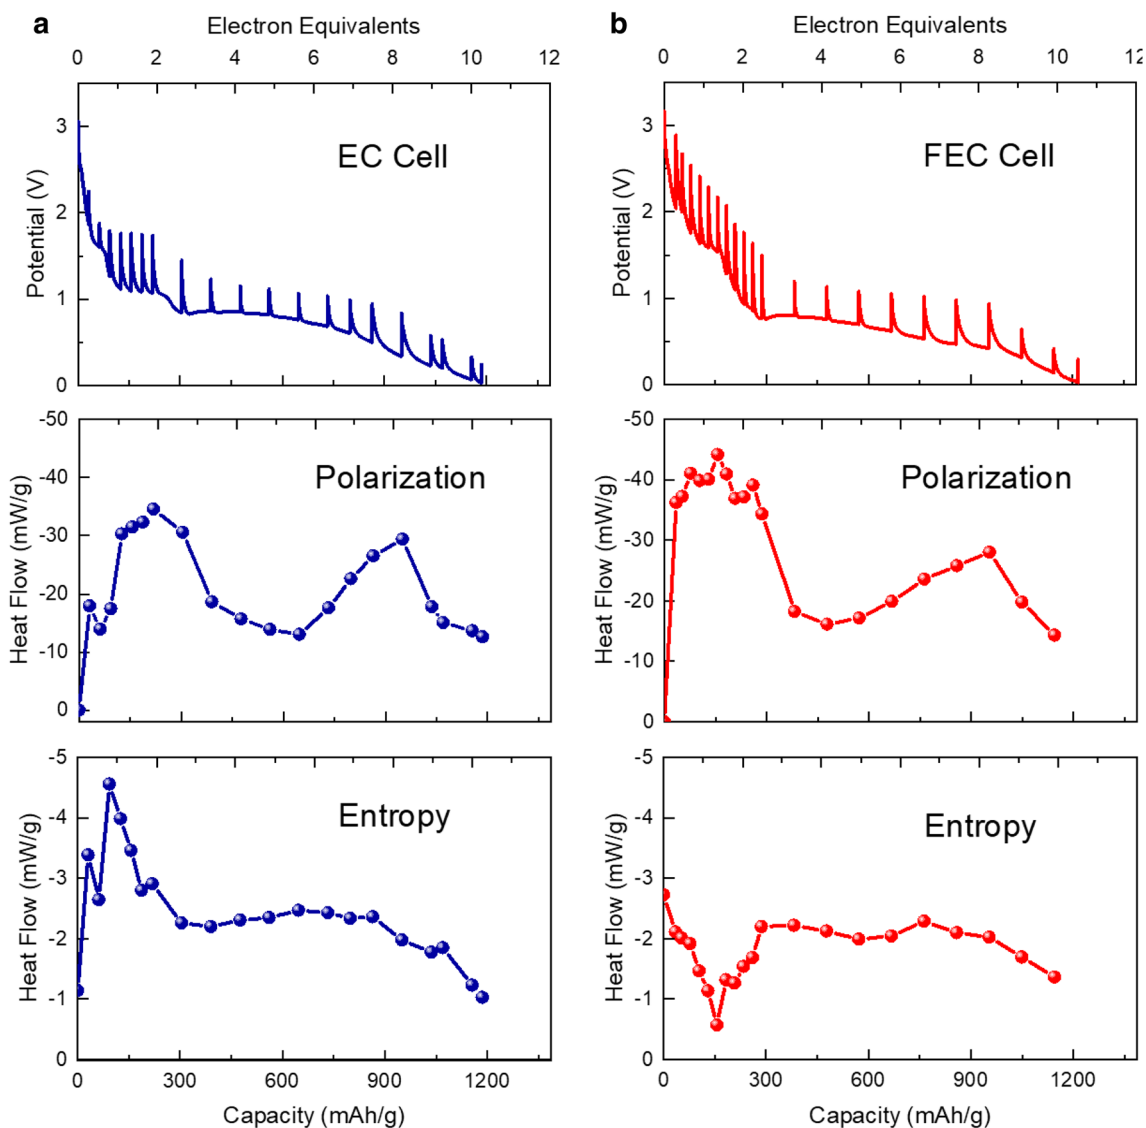 a
Electron Equivalents
0 2 4 6 8 10 12
3
2
1
0
Potential (V)
EC Cell
-50
-40
-30
-20
-10
0
Heat Flow (mW/g)
Polarization
-5
-4
-3
-2
-1
0
Heat Flow (mW/g)
Entropy
0 300 600 900 1200
Capacity (mAh/g)
b
Electron Equivalents
0 2 4 6 8 10 12
3
2
1
0
Potential (V)
FEC Cell
-50
-40
-30
-20
-10
0
Heat Flow (mW/g)
Polarization
-5
-4
-3
-2
-1
0
Heat Flow (mW/g)
Entropy
0 300 600 900 1200
Capacity (mAh/g)